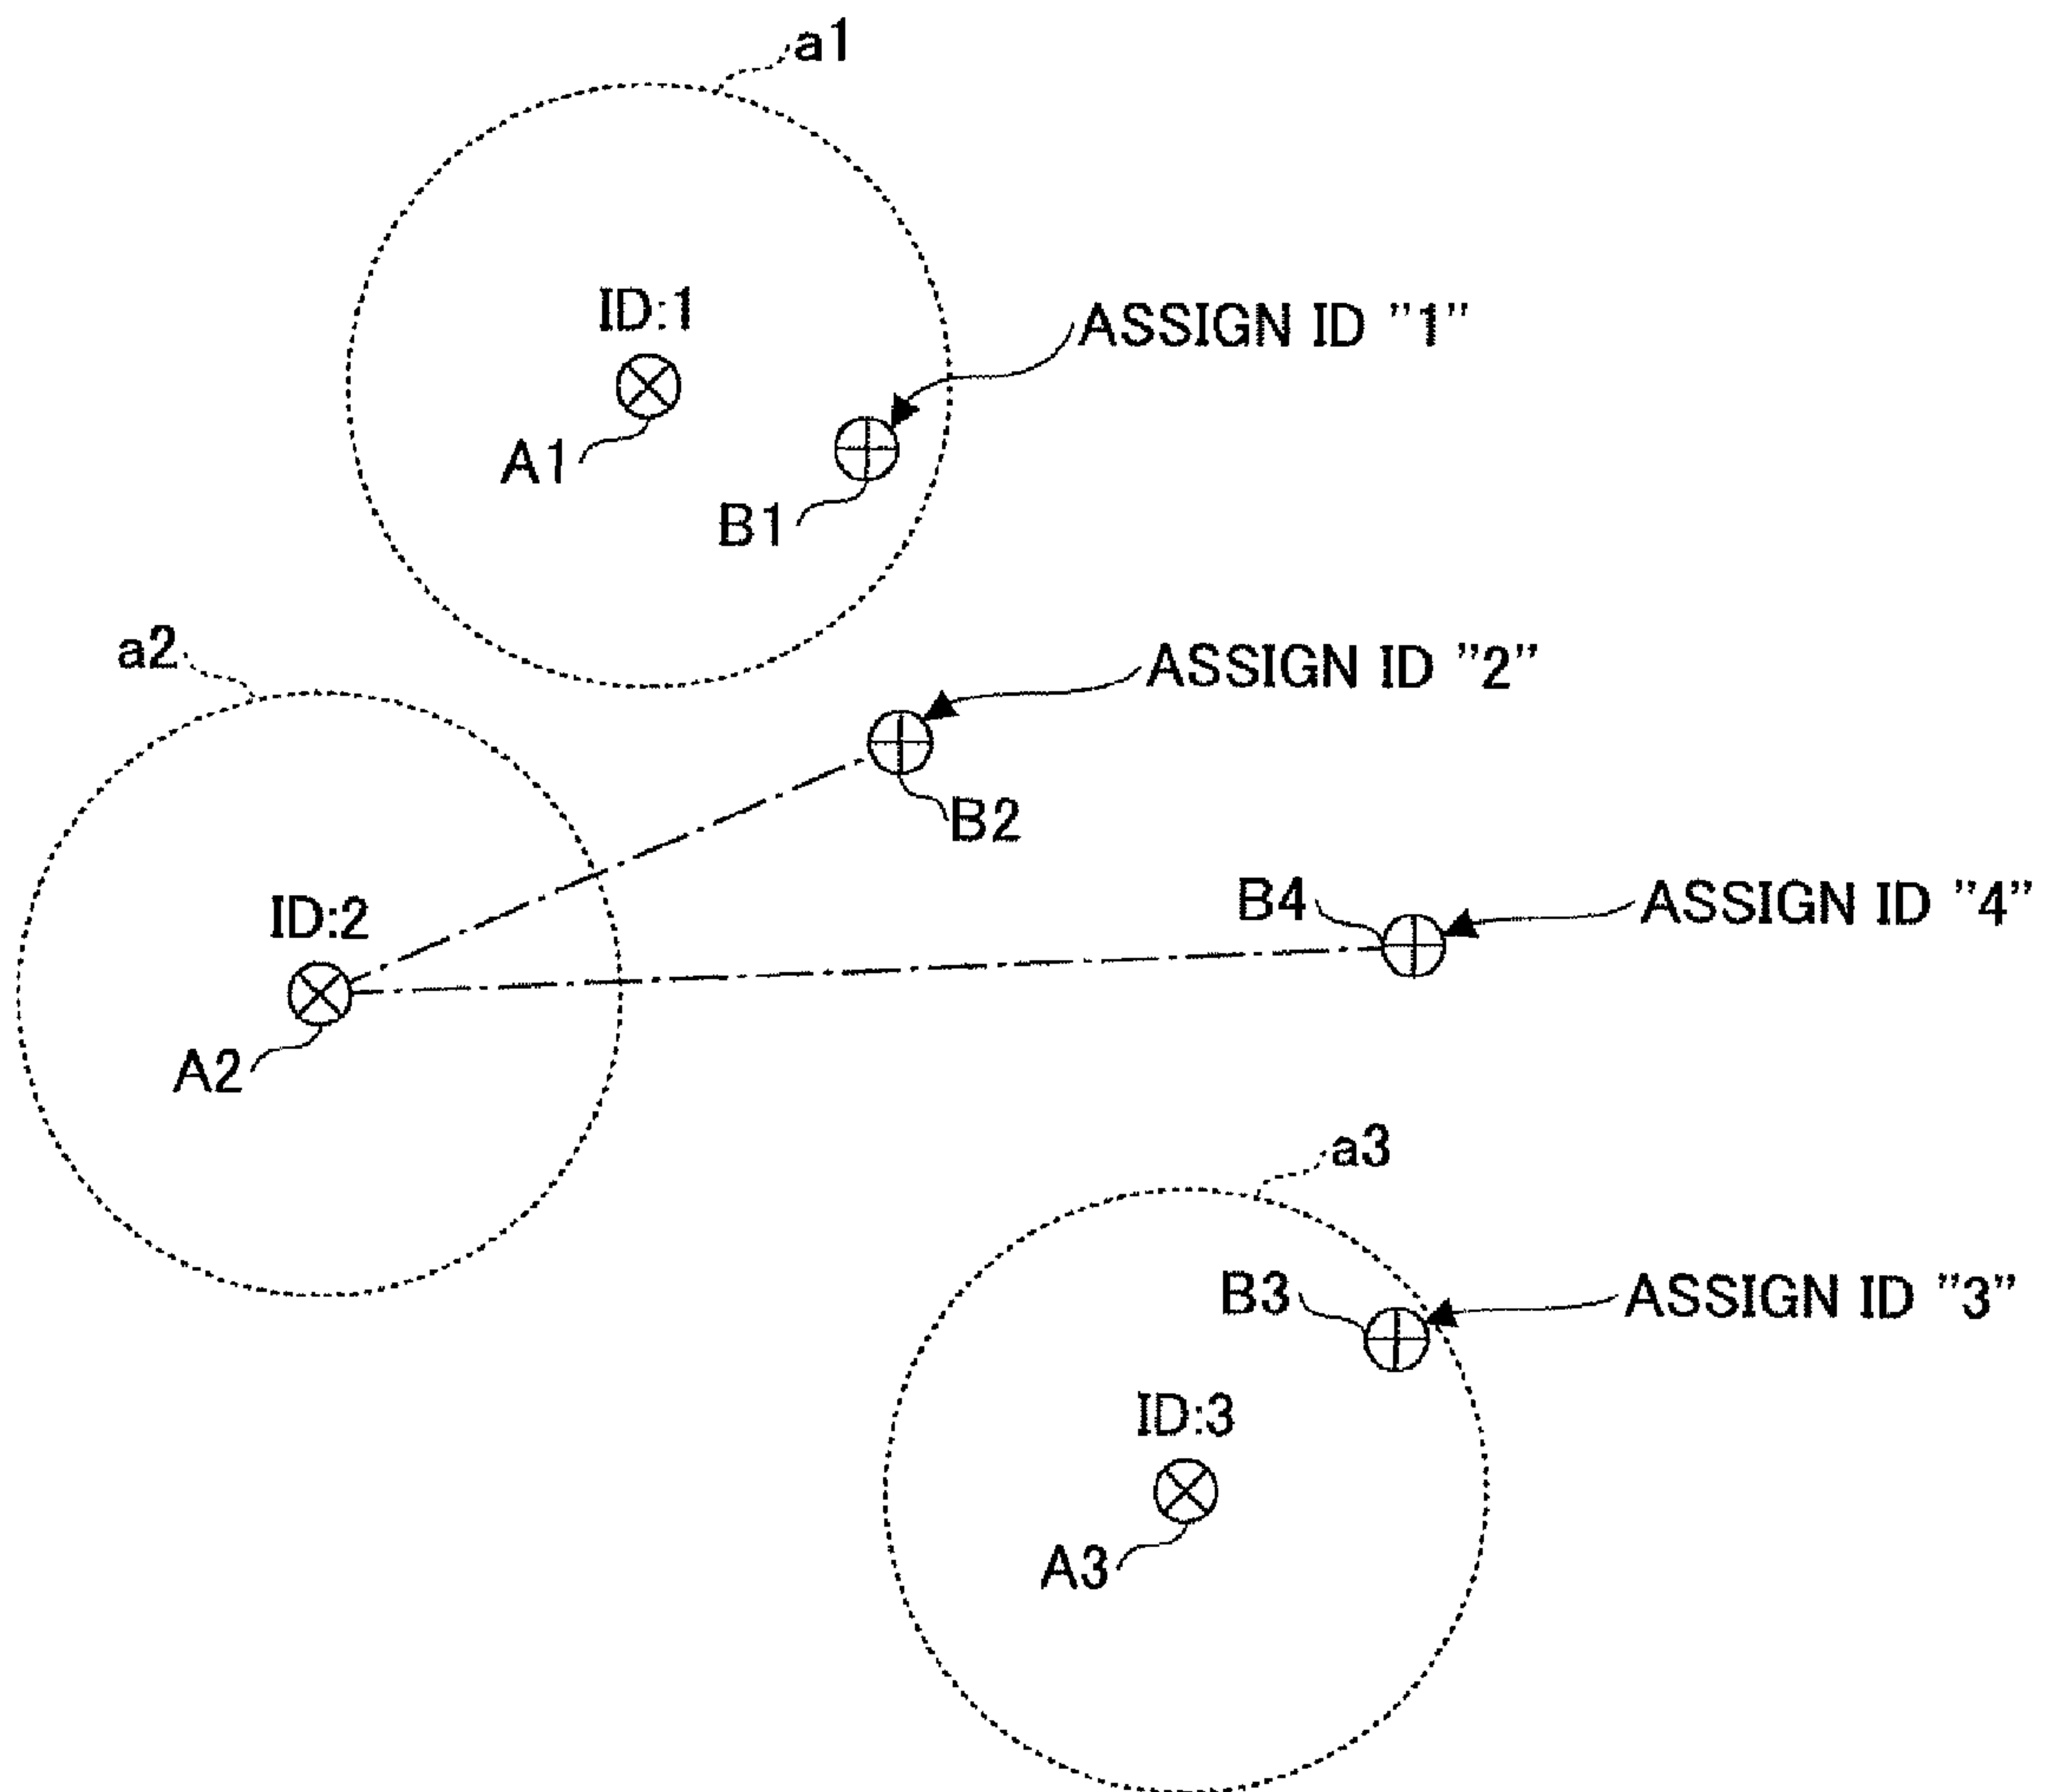 a1
ID:1
ASSIGN ID "1"
A1
B1
a2
ASSIGN ID "2"
B2
ID:2
B4
ASSIGN ID "4"
A2
a3
B3
ASSIGN ID "3"
ID:3
A3